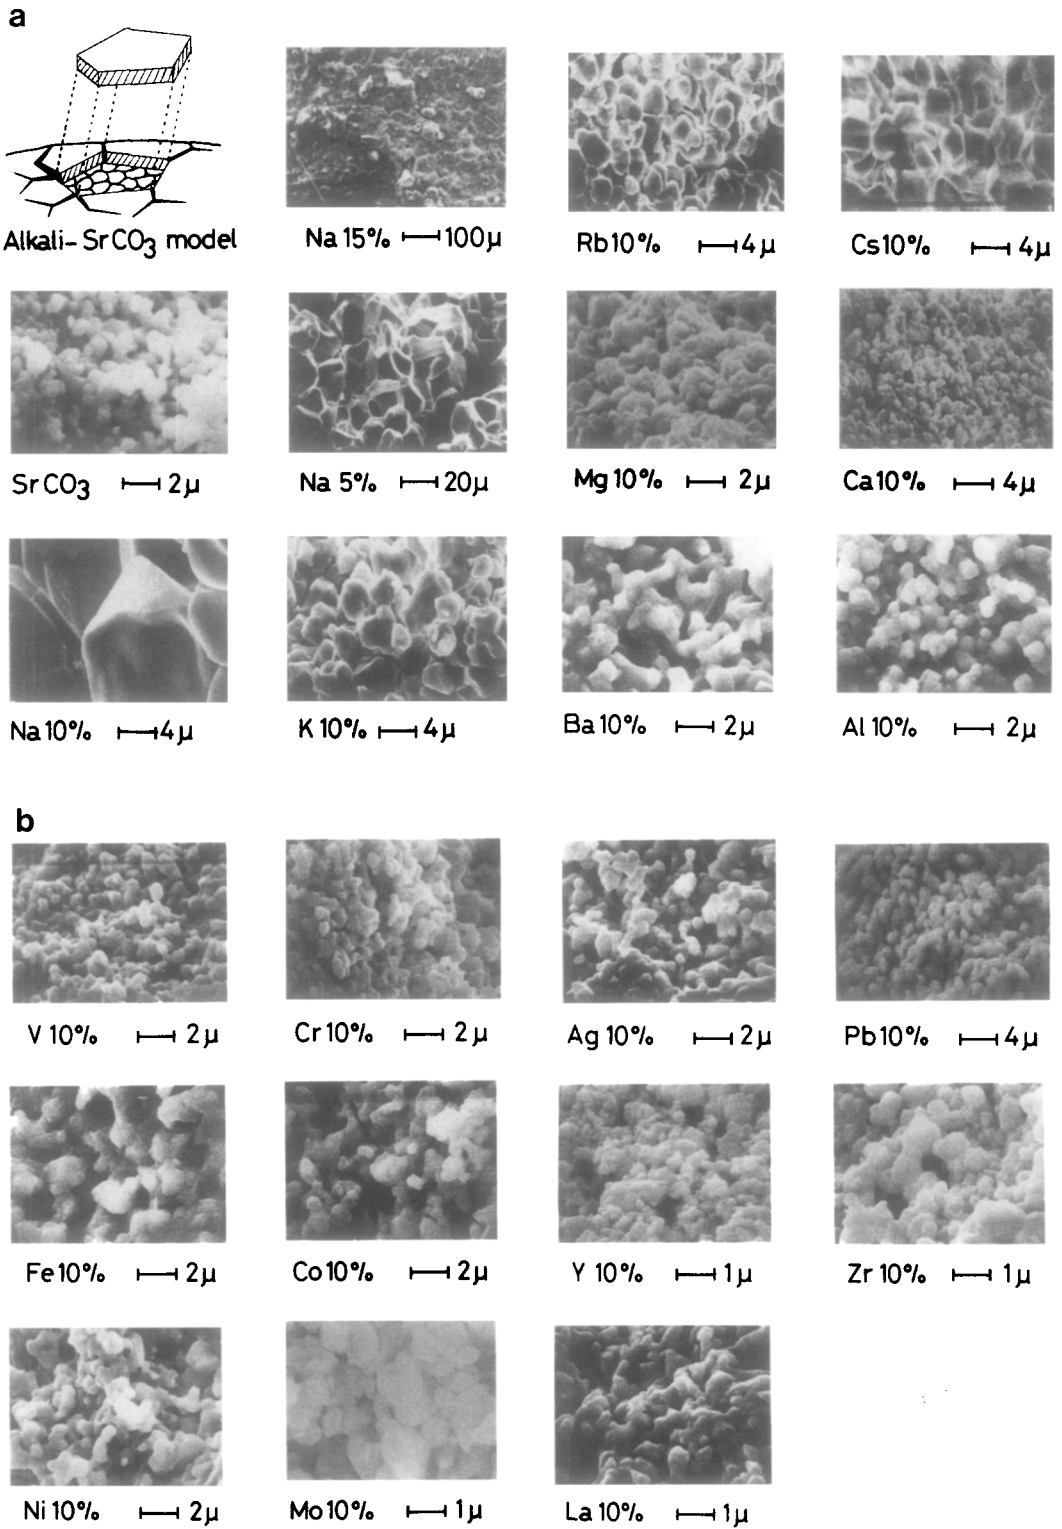 a
Alkali-SrCO3 model
Na 15% 100µ
Rb 10% 4µ
Cs 10% 4µ
SrCO3 2µ
Na 5% 20µ
Mg 10% 2µ
Ca 10% 4µ
Na 10% 4µ
K 10% 4µ
Ba 10% 2µ
Al 10% 2µ
b
V 10% 2µ
Cr 10% 2µ
Ag 10% 2µ
Pb 10% 4µ
Fe 10% 2µ
Co 10% 2µ
Y 10% 1µ
Zr 10% 1µ
Ni 10% 2µ
Mo 10% 1µ
La 10% 1µ